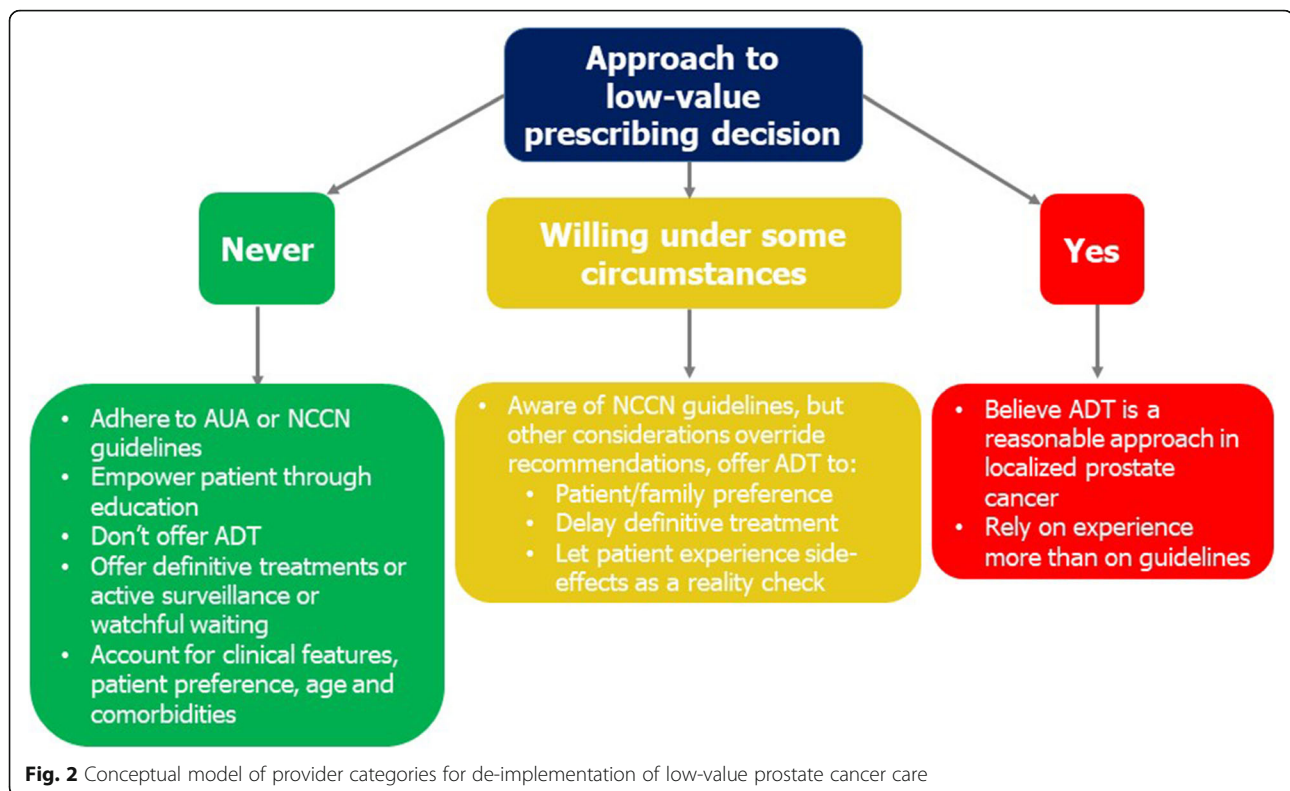 Approach to
low-value
prescribing decision
Never
Willing under some
circumstances
Yes
• Adhere to AUA or NCCN
guidelines
• Empower patient through
education
• Don't offer ADT
• Offer definitive treatments or
active surveillance or
watchful waiting
• Account for clinical features,
patient preference, age and
comorbidities
• Aware of NCCN guidelines, but
other considerations override
recommendations, offer ADT to:
• Patient/family preference
• Delay definitive treatment
• Let patient experience side-
effects as a reality check
• Believe ADT is a
reasonable approach in
localized prostate
cancer
• Rely on experience
more than on guidelines
Fig. 2 Conceptual model of provider categories for de-implementation of low-value prostate cancer care